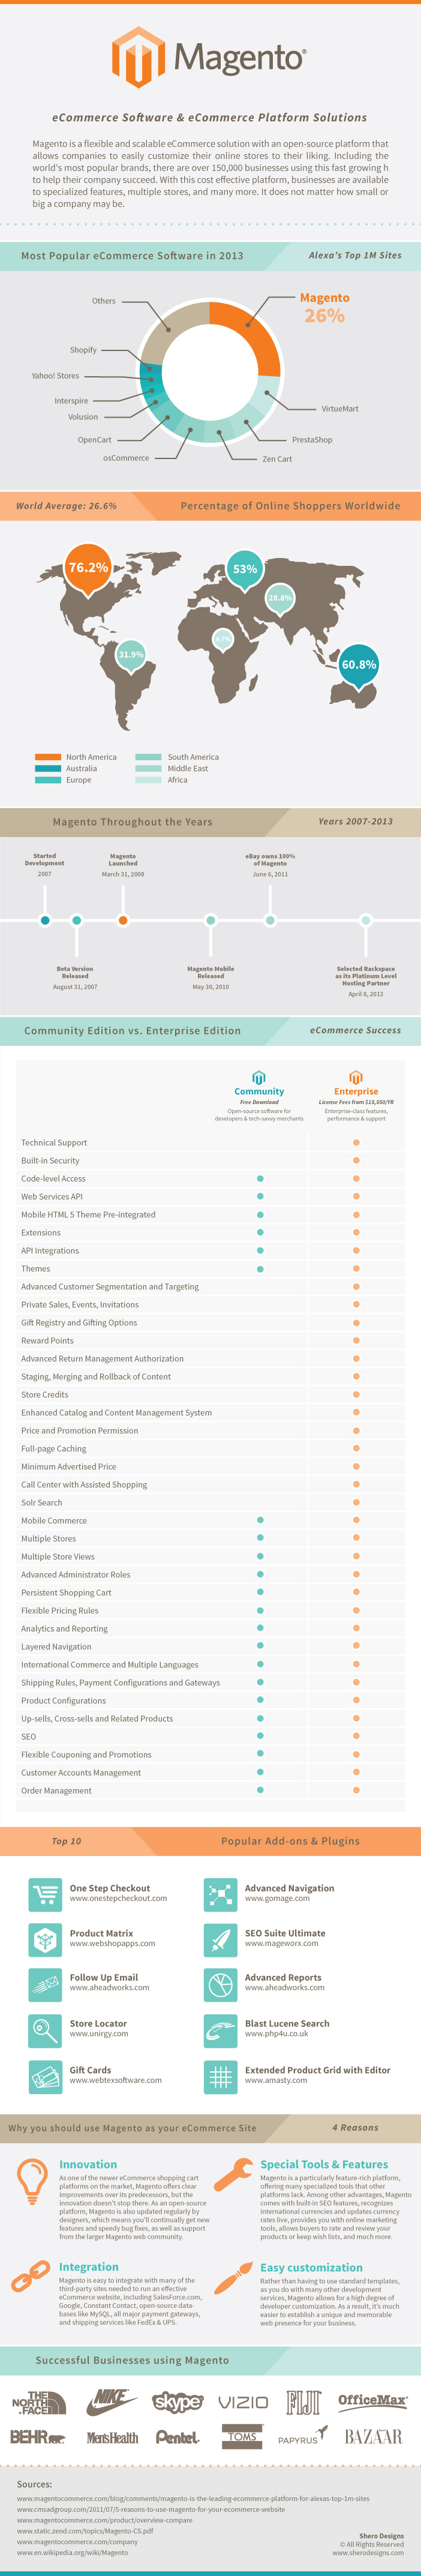 Magento®
eCommerce Software & eCommerce Platform Solutions
Magento is a flexible and scalable eCommerce solution with an open-source platform that
allows companies to easily customize their online stores to their liking. Including the
world's most popular brands, there are over 150,000 businesses using this fast growing h
to help their company succeed. With this cost effective platform, businesses are available
to specialized features, multiple stores, and many more. It does not matter how small or
big a company may be.
Most Popular eCommerce Software in 2013
Alexa's Top 1M Sites
Others
Magento
26%
Shopify
Yahoo! Stores
Interspire
Volusion
VirtueMart
OpenCart
PrestaShop
osCommerce
Zen Cart
World Average: 26.6%
Percentage of Online Shoppers Worldwide
76.2%
53%
28.8%
31.9%
60.8%
North America
South America
Australia
Middle East
Europe
Africa
Magento Throughout the Years
Years 2007-2013
Started
Development
2007
Magento
Launched
March 31, 2008
eBay owns 100%
of Magento
June 6, 2011
Beta Version
Released
August 31, 2007
Magento Mobile
Released
May 30, 2010
Selected Rackspace
as its Platinum Level
Hosting Partner
April 8, 2013
Community Edition vs. Enterprise Edition
eCommerce Success
Community
Free Download
Open-source software for
developers & tech-savvy merchants
Enterprise
License Fees from $15,550/YR
Enterprise-class features,
performance & support
Technical Support
Built-in Security
Code-level Access
Web Services API
Mobile HTML 5 Theme Pre-integrated
Extensions
API Integrations
Themes
Advanced Customer Segmentation and Targeting
Private Sales, Events, Invitations
Gift Registry and Gifting Options
Reward Points
Advanced Return Management Authorization
Staging, Merging and Rollback of Content
Store Credits
Enhanced Catalog and Content Management System
Price and Promotion Permission
Full-page Caching
Minimum Advertised Price
Call Center with Assisted Shopping
Solr Search
Mobile Commerce
Multiple Stores
Multiple Store Views
Advanced Administrator Roles
Persistent Shopping Cart
Flexible Pricing Rules
Analytics and Reporting
Layered Navigation
International Commerce and Multiple Languages
Shipping Rules, Payment Configurations and Gateways
Product Configurations
Up-sells, Cross-sells and Related Products
SEO
Flexible Couponing and Promotions
Customer Accounts Management
Order Management
Top 10
Popular Add-ons & Plugins
One Step Checkout
www.onestepcheckout.com
Advanced Navigation
www.gomage.com
Product Matrix
www.webshopapps.com
SEO Suite Ultimate
www.mageworx.com
Follow Up Email
www.aheadworks.com
Advanced Reports
www.aheadworks.com
Store Locator
www.unirgy.com
Blast Lucene Search
www.php4u.co.uk
Gift Cards
www.webtexsoftware.com
Extended Product Grid with Editor
www.amasty.com
Why you should use Magento as your eCommerce Site
4 Reasons
Innovation
As one of the newer eCommerce shopping cart
platforms on the market, Magento offers clear
improvements over its predecessors, but the
innovation doesn't stop there. As an open-source
platform, Magento is also updated regularly by
designers, which means you'll continually get new
features and speedy bug fixes, as well as support
from the larger Magento web community.
Special Tools & Features
Magento is a particularly feature-rich platform,
offering many specialized tools that other
platforms lack. Among other advantages, Magento
comes with built-in SEO features, recognizes
international currencies and updates currency
rates live, provides you with online marketing
tools, allows buyers to rate and review your
products or keep wish lists, and much more.
Integration
Magento is easy to integrate with many of the
third-party sites needed to run an effective
eCommerce website, including SalesForce.com,
Google, Constant Contact, open-source data-
bases like MySQL, all major payment gateways,
and shipping services like FedEx & UPS.
Easy customization
Rather than having to use standard templates,
as you do with many other development
services, Magento allows for a high degree of
developer customization. As a result, it's much
easier to establish a unique and memorable
web presence for your business.
Successful Businesses using Magento
THE
NORTH
FACE
NIKE
skype
VIZIO
FIJI
OfficeMax®
BEHR
Men'sHealth
Pentel
TOMS
PAPYRUS
BAZAAR
Sources:
www.magentocommerce.com/blog/comments/magento-is-the-leading-ecommerce-platform-for-alexas-top-1m-sites
www.cmsadgroup.com/2011/07/5-reasons-to-use-magento-for-your-ecommerce-website
www.magentocommerce.com/product/overview-compare
www.static.zend.com/topics/Magento-CS.pdf
www.magentocommerce.com/company
www.en.wikipedia.org/wiki/Magento
Shero Designs
© All Rights Reserved
www.sherodesigns.com